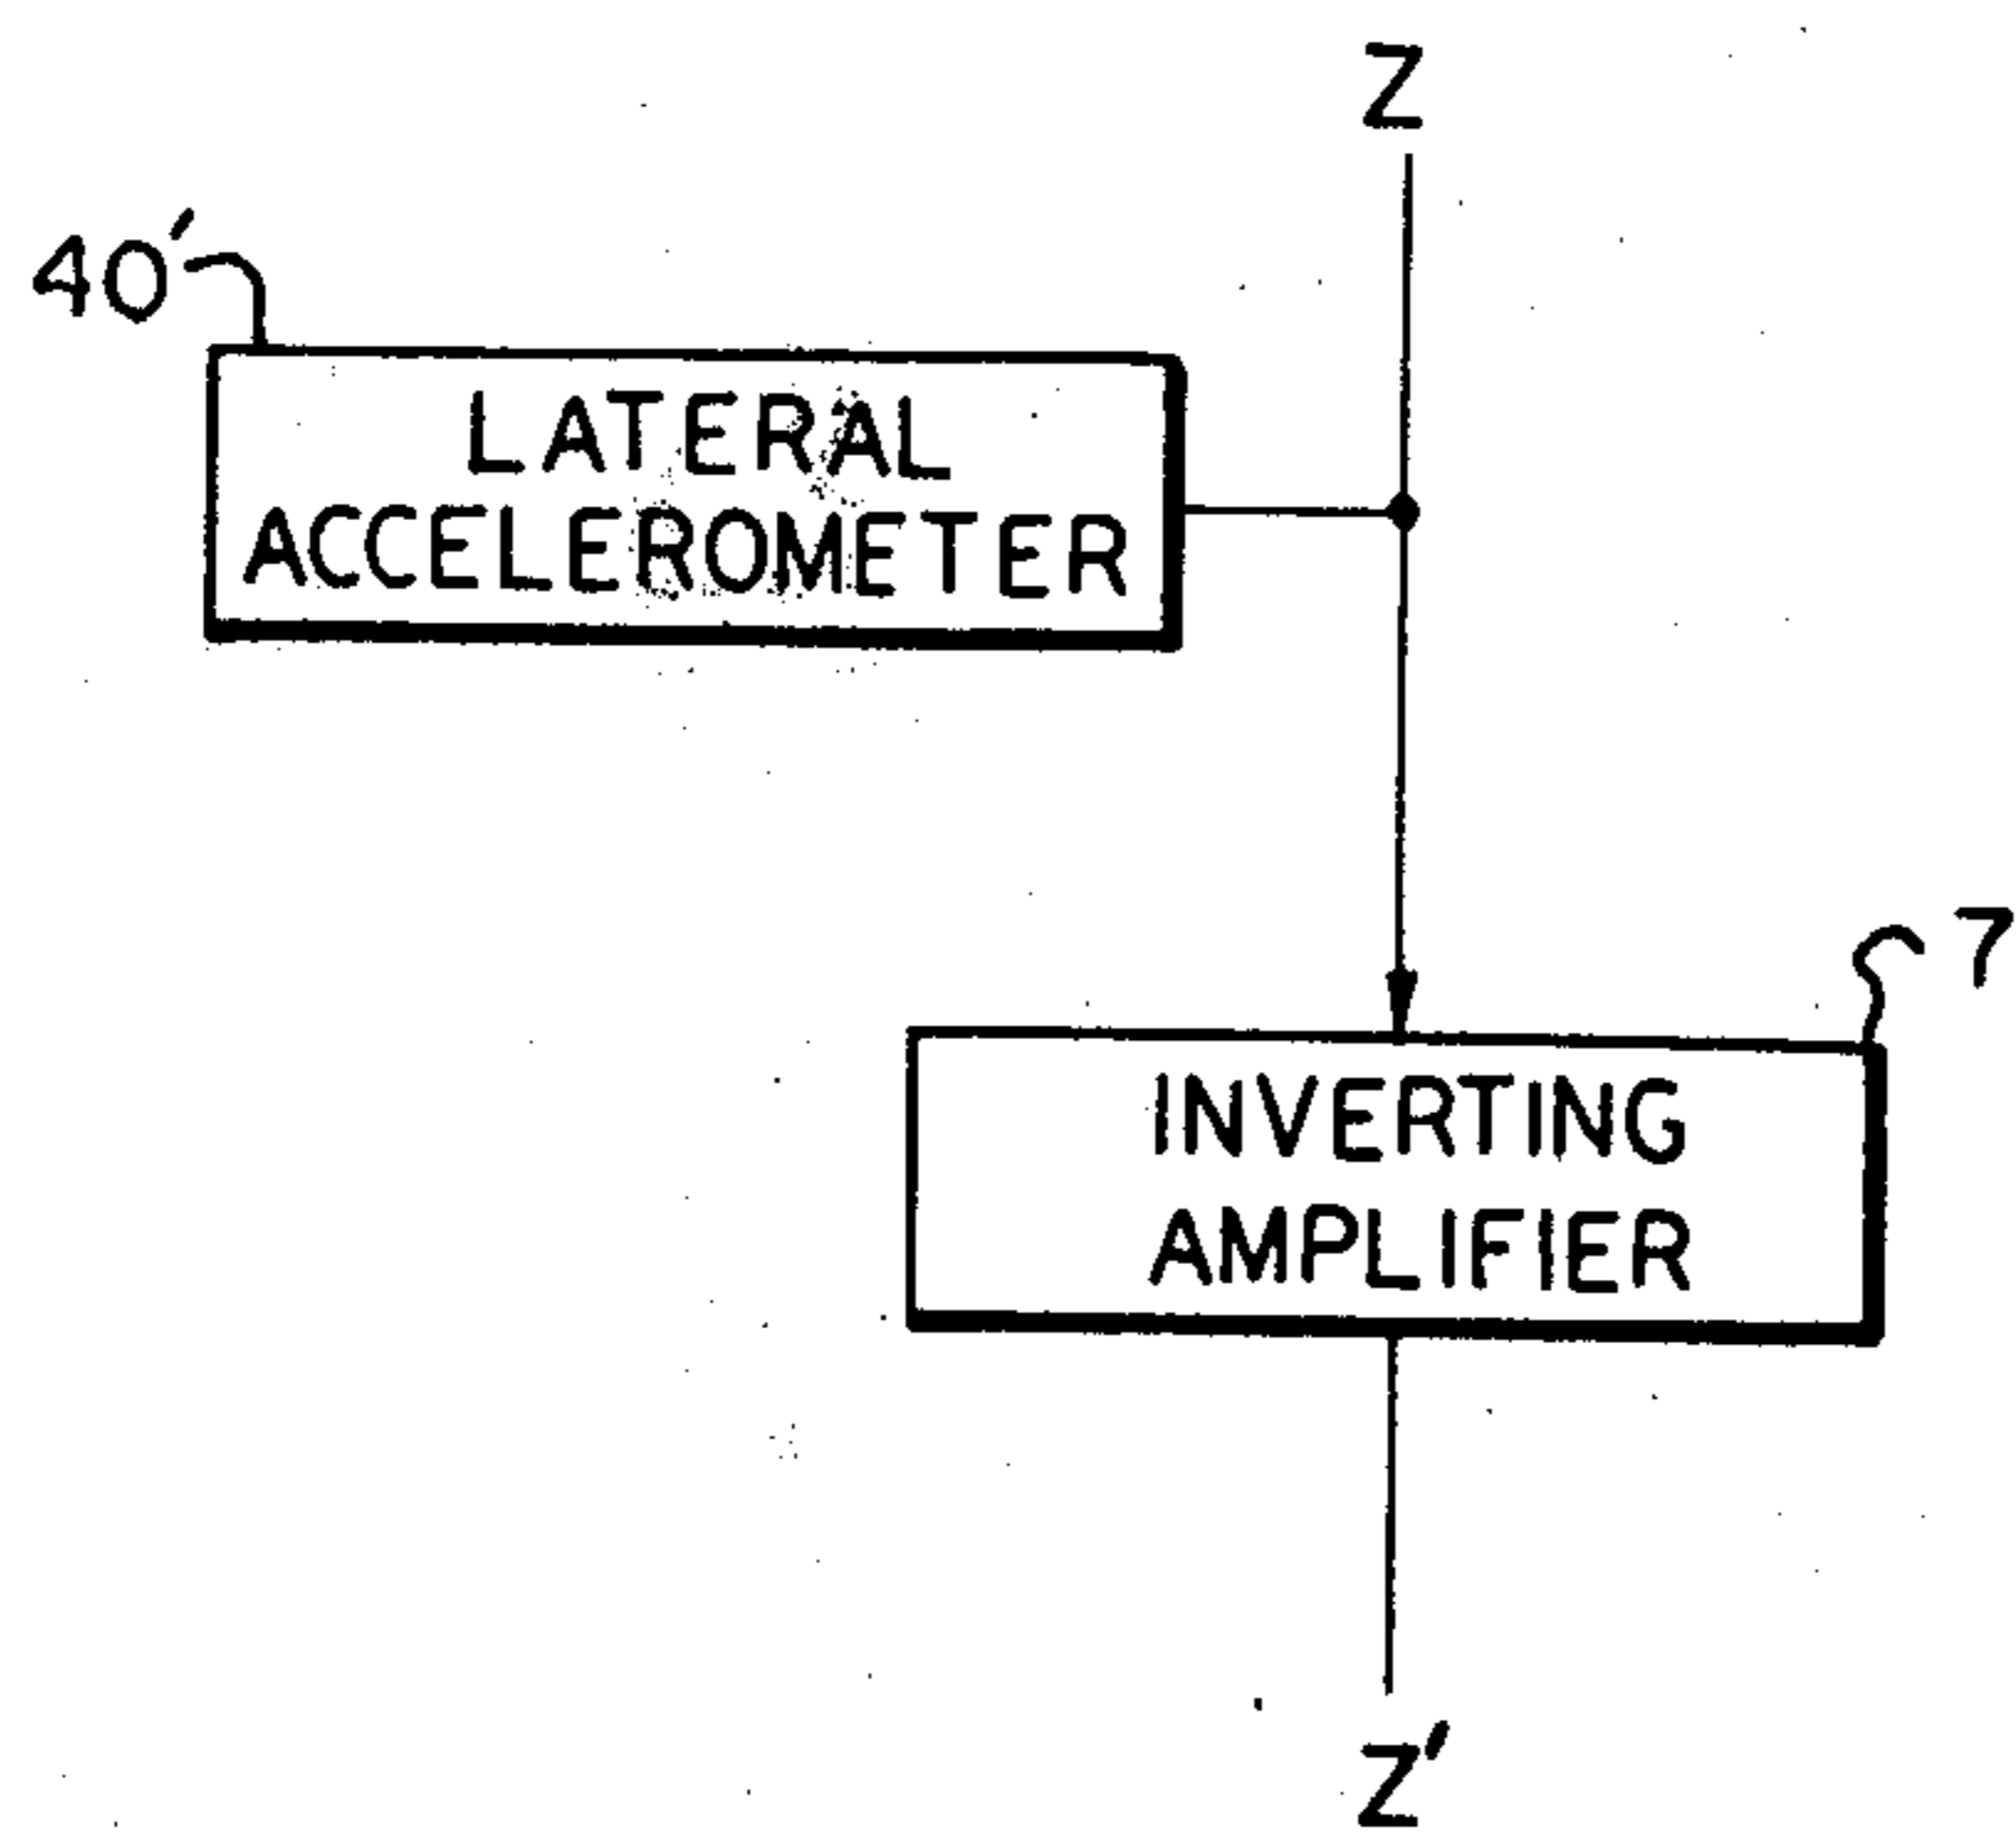 Z
40′
LATERAL
ACCELEROMETER
7
INVERTING
AMPLIFIER
Z′